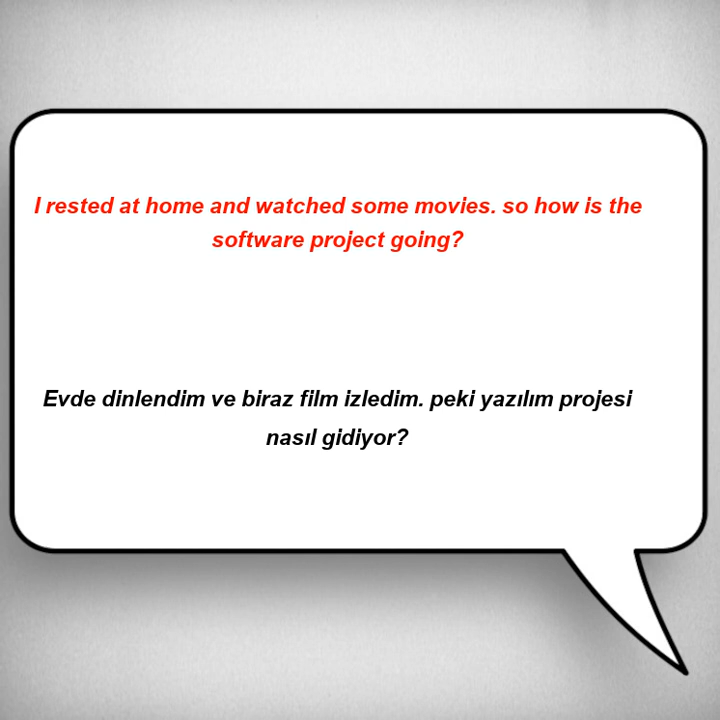 I rested at home and watched some movies. so how is the
software project going?
Evde dinlendim ve biraz film izledim. peki yazılım projesi
nasıl gidiyor?